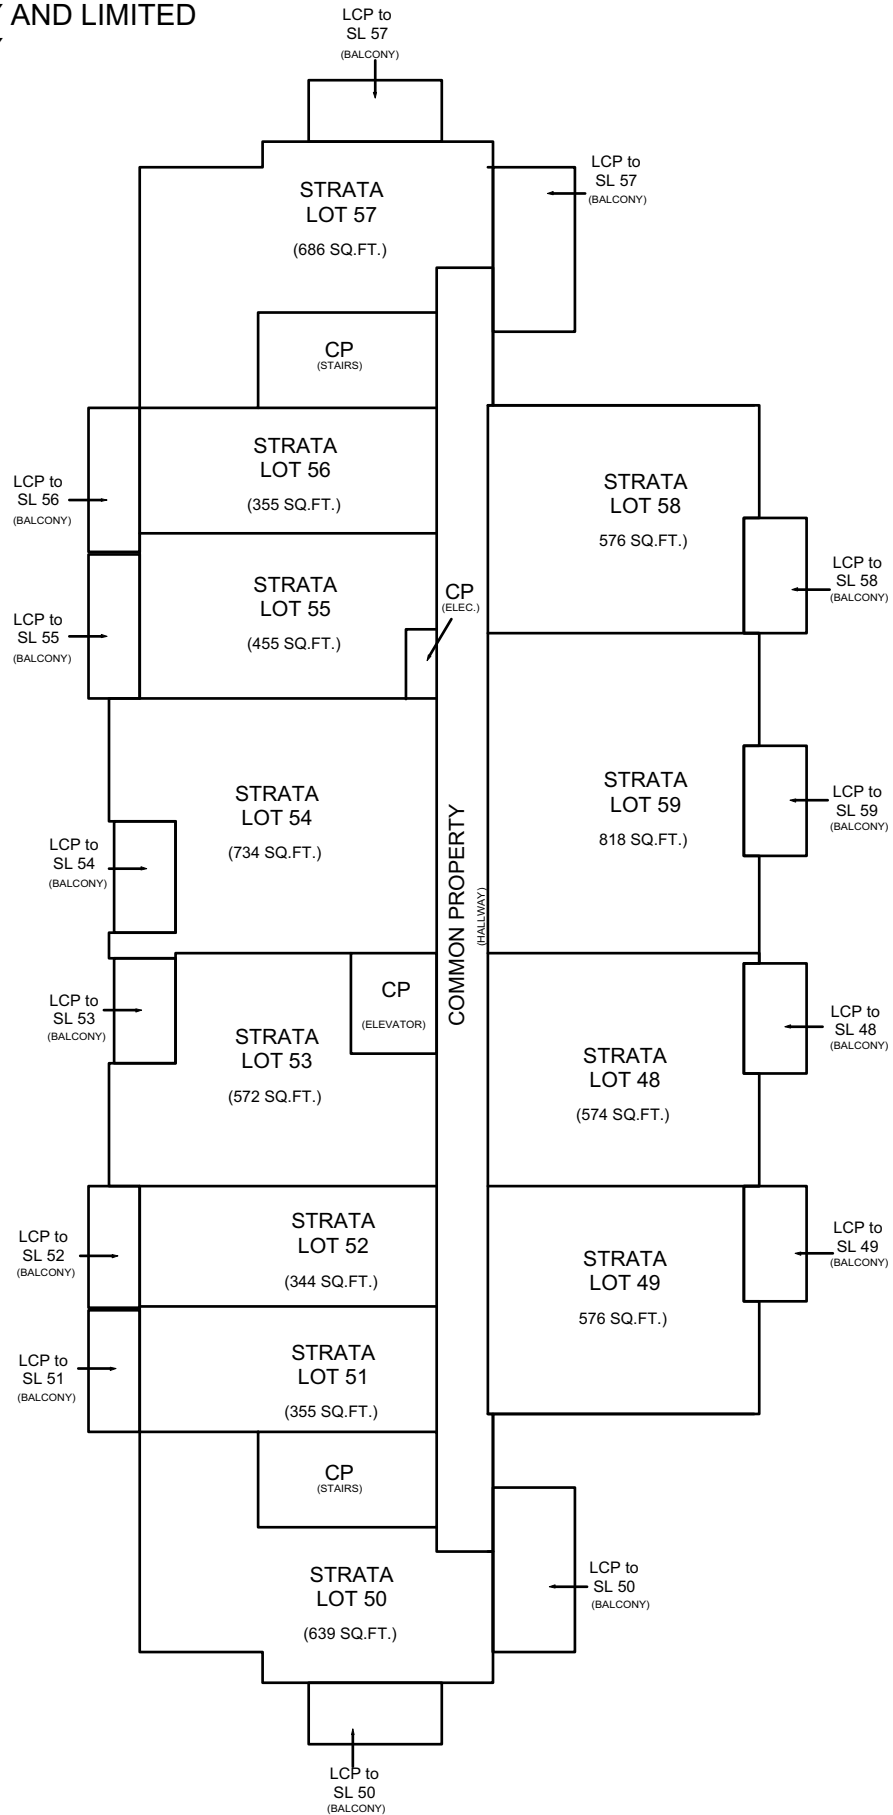 AND LIMITED
LCP to
SL 57
(BALCONY)
LCP to
SL 57
(BALCONY)
STRATA
LOT 57
(686 SQ.FT.)
CP
(STAIRS)
STRATA
LOT 56
(355 SQ.FT.)
LCP to
SL 56
(BALCONY)
STRATA
LOT 58
576 SQ.FT.)
LCP to
SL 58
(BALCONY)
STRATA
LOT 55
(455 SQ.FT.)
CP
(ELEC.)
LCP to
SL 55
(BALCONY)
STRATA
LOT 54
(734 SQ.FT.)
STRATA
LOT 59
818 SQ.FT.)
LCP to
SL 59
(BALCONY)
LCP to
SL 54
(BALCONY)
COMMON PROPERTY
(HALLWAY)
CP
(ELEVATOR)
LCP to
SL 53
(BALCONY)
STRATA
LOT 53
(572 SQ.FT.)
LCP to
SL 48
(BALCONY)
STRATA
LOT 48
(574 SQ.FT.)
STRATA
LOT 52
(344 SQ.FT.)
LCP to
SL 52
(BALCONY)
LCP to
SL 49
(BALCONY)
STRATA
LOT 49
576 SQ.FT.)
STRATA
LOT 51
(355 SQ.FT.)
LCP to
SL 51
(BALCONY)
CP
(STAIRS)
STRATA
LOT 50
(639 SQ.FT.)
LCP to
SL 50
(BALCONY)
LCP to
SL 50
(BALCONY)